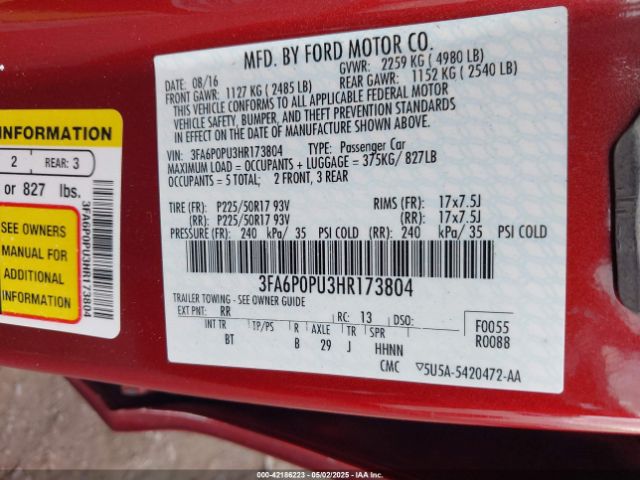 MFD. BY FORD MOTOR CO.
DATE: 08/16 GVWR: 2259 KG (4980 LB)
FRONT GAWR: 1127 KG (2485 LB) REAR GAWR: 1152 KG (2540 LB)
THIS VEHICLE CONFORMS TO ALL APPLICABLE FEDERAL MOTOR
VEHICLE SAFETY, BUMPER, AND THEFT PREVENTION STANDARDS
IN EFFECT ON THE DATE OF MANUFACTURE SHOWN ABOVE.
VIN: 3FA6P0PU3HR173804 TYPE: Passenger Car
MAXIMUM LOAD = OCCUPANTS + LUGGAGE = 375KG/ 827LB
OCCUPANTS = 5 TOTAL; 2 FRONT, 3 REAR
TIRE (FR): P225/50R17 93V RIMS (FR): 17x7.5J
(RR): P225/50R17 93V (RR): 17x7.5J
PRESSURE (FR): 240 kPa/ 35 PSI COLD (RR): 240 kPa/ 35 PSI COLD
3FA6P0PU3HR173804
TRAILER TOWING - SEE OWNER GUIDE
EXT PNT: RR RC: 13 DSO: F0055
R0088
INT TR TP/PS R AXLE TR SPR
BT B 29 J HHNN
CMC 5U5A-5420472-AA
INFORMATION
2 REAR: 3
or 827 lbs.
SEE OWNERS
MANUAL FOR
ADDITIONAL
INFORMATION
3FA6P0PU3HR173804
000-42186223 - 05/02/2025 - IAAI.COM